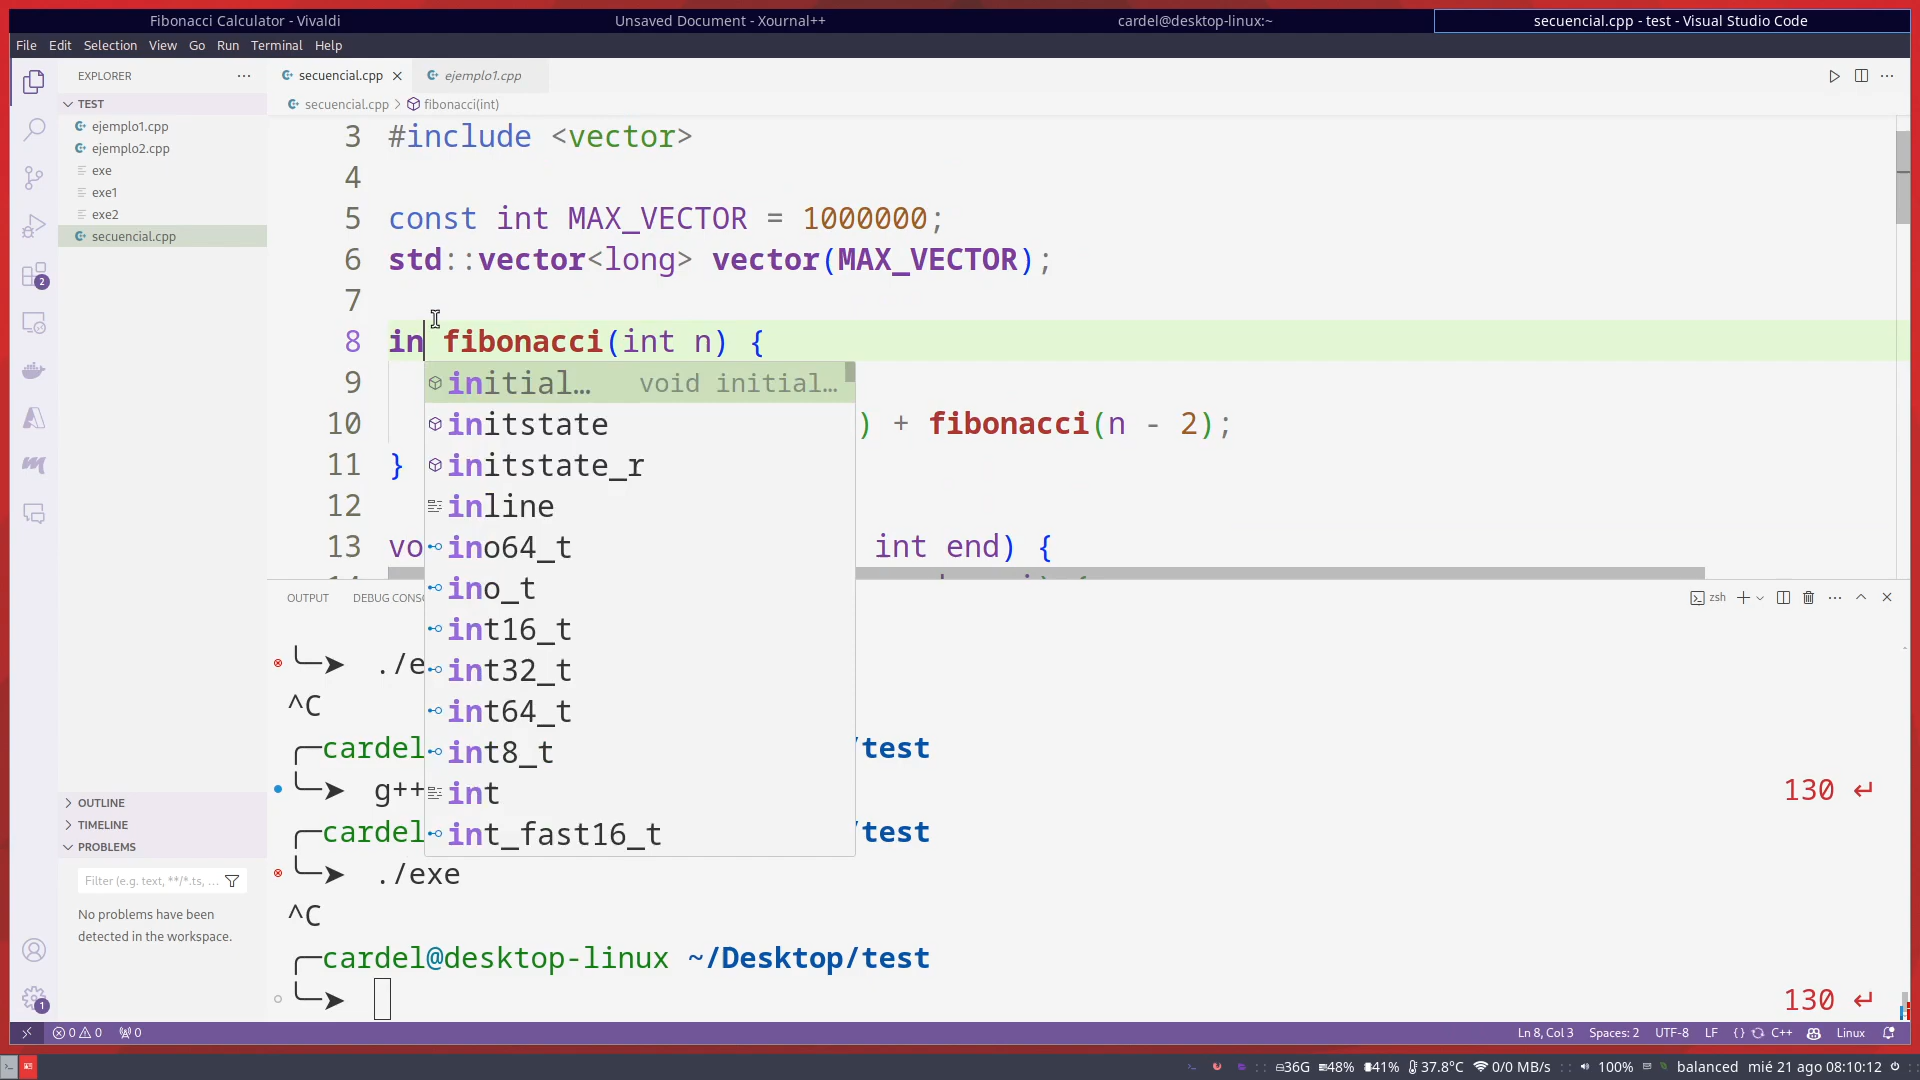 Fibonacci Calculator - Vivaldi
Unsaved Document - Xournal++
cardel@desktop-linux:~
secuencial.cpp - test - Visual Studio Code
File Edit Selection View Go Run Terminal Help
EXPLORER
TEST
ejemplo1.cpp
ejemplo2.cpp
exe
exe1
exe2
secuencial.cpp
OUTLINE
TIMELINE
PROBLEMS
Filter (e.g. text, **/*.ts, ...
No problems have been
detected in the workspace.
2
1
secuencial.cpp
ejemplo1.cpp
secuencial.cpp > fibonacci(int)
3 #include <vector>
4
5 const int MAX_VECTOR = 1000000;
6 std::vector<long> vector(MAX_VECTOR);
7
8 in fibonacci(int n) {
9
10 ) + fibonacci(n - 2);
11 }
12
13 vo int end) {
initial… void initial…
initstate
initstate_r
inline
ino64_t
ino_t
int16_t
int32_t
int64_t
int8_t
int
int_fast16_t
OUTPUT DEBUG CONS
zsh
./e
^C
cardel /test
g++ 130 ↵
cardel /test
./exe
^C
cardel@desktop-linux ~/Desktop/test
130 ↵
0 0 0
Ln 8, Col 3 Spaces: 2 UTF-8 LF {} C++ Linux
36G 48% 41% 37.8°C 0/0 MB/s 100% balanced mié 21 ago 08:10:12